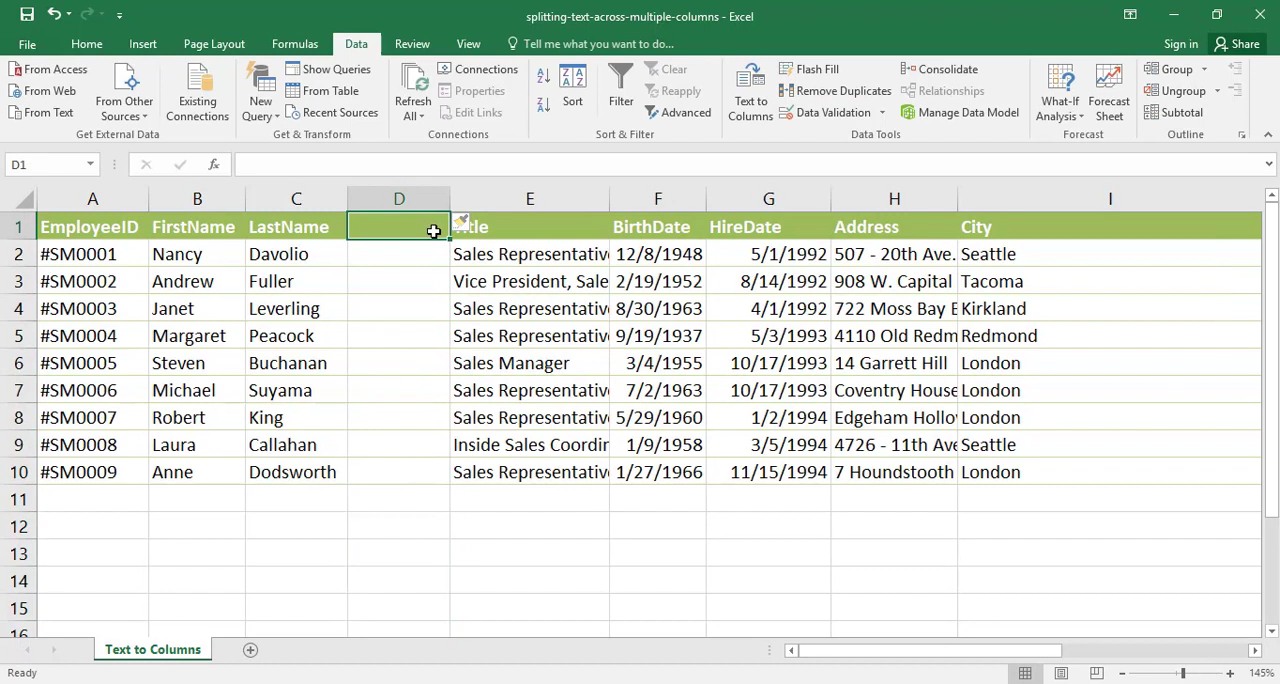 splitting-text-across-multiple-columns - Excel
File Home Insert Page Layout Formulas Data Review View Tell me what you want to do... Sign in Share
From Access
From Web
From Text
From Other Sources
Existing Connections
Get External Data
New Query
Show Queries
From Table
Recent Sources
Get & Transform
Refresh All
Connections
Properties
Edit Links
Connections
Sort
Filter
Clear
Reapply
Advanced
Sort & Filter
Text to Columns
Flash Fill
Remove Duplicates
Data Validation
Consolidate
Relationships
Manage Data Model
Data Tools
What-If Analysis
Forecast Sheet
Forecast
Group
Ungroup
Subtotal
Outline
D1 fx
A B C D E F G H I
1 EmployeeID FirstName LastName tle BirthDate HireDate Address City
2 #SM0001 Nancy Davolio Sales Representative 12/8/1948 5/1/1992 507 - 20th Ave. Seattle
3 #SM0002 Andrew Fuller Vice President, Sale 2/19/1952 8/14/1992 908 W. Capital Tacoma
4 #SM0003 Janet Leverling Sales Representative 8/30/1963 4/1/1992 722 Moss Bay B Kirkland
5 #SM0004 Margaret Peacock Sales Representative 9/19/1937 5/3/1993 4110 Old Redm Redmond
6 #SM0005 Steven Buchanan Sales Manager 3/4/1955 10/17/1993 14 Garrett Hill London
7 #SM0006 Michael Suyama Sales Representative 7/2/1963 10/17/1993 Coventry House London
8 #SM0007 Robert King Sales Representative 5/29/1960 1/2/1994 Edgeham Hollo London
9 #SM0008 Laura Callahan Inside Sales Coordin 1/9/1958 3/5/1994 4726 - 11th Ave Seattle
10 #SM0009 Anne Dodsworth Sales Representative 1/27/1966 11/15/1994 7 Houndstooth London
11
12
13
14
15
16
Text to Columns
Ready 145%